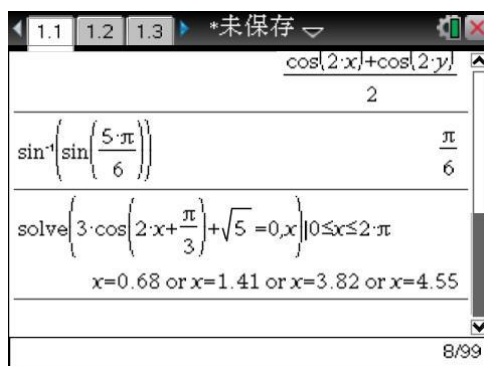 1.1 1.2 1.3 *未保存
cos(2·x)+cos(2·y)
2
sin⁻¹(sin(5·π/6)) π/6
solve(3·cos(2·x+π/3)+√5=0,x)|0≤x≤2·π
x=0.68 or x=1.41 or x=3.82 or x=4.55
8/99